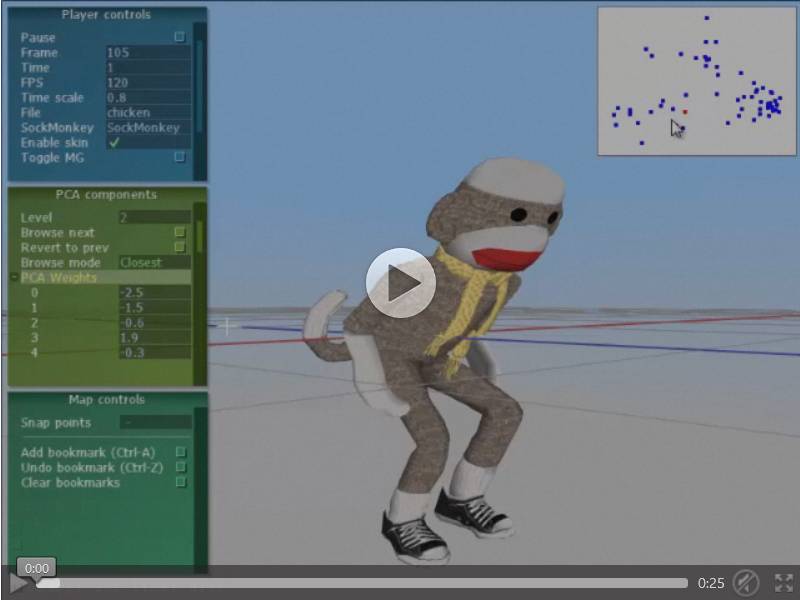 Player controls
Pause
Frame 105
Time 1
FPS 120
Time scale 0.8
File chicken
SockMonkey SockMonkey
Enable skin
Toggle MG
PCA components
Level 2
Browse next
Revert to prev
Browse mode Closest
PCA Weights
0 -2.5
1 -1.5
2 -0.6
3 1.9
4 -0.3
Map controls
Snap points -
Add bookmark (Ctrl-A)
Undo bookmark (Ctrl-Z)
Clear bookmarks
0:00
0:25